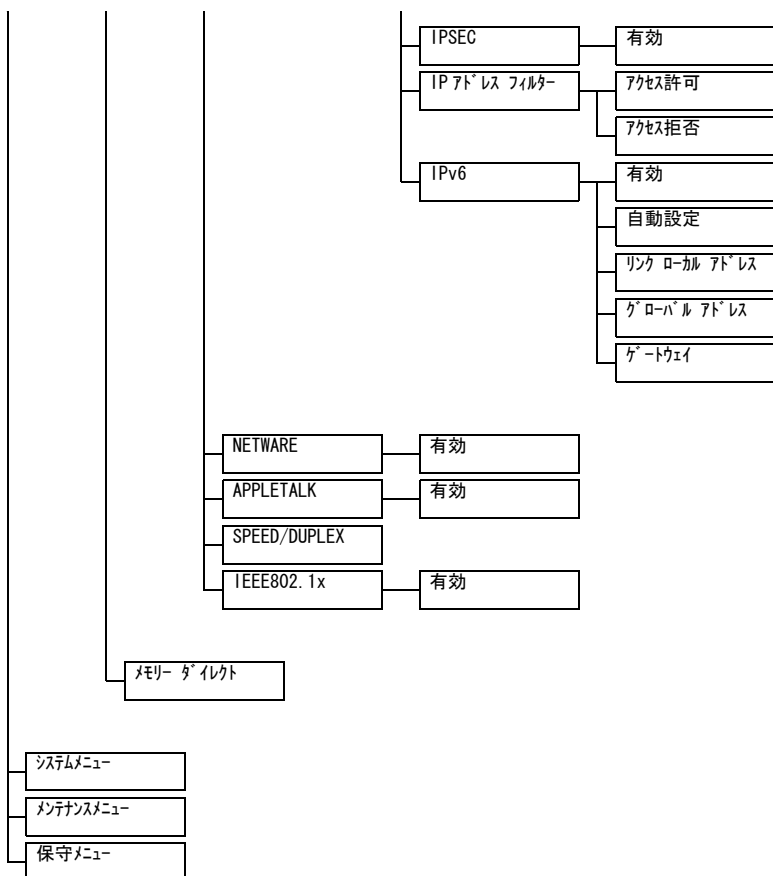 IPSEC
有効
IP ｱﾄﾞﾚｽ ﾌｨﾙﾀｰ
ｱｸｾｽ許可
ｱｸｾｽ拒否
IPv6
有効
自動設定
ﾘﾝｸ ﾛｰｶﾙ ｱﾄﾞﾚｽ
ｸﾞﾛｰﾊﾞﾙ ｱﾄﾞﾚｽ
ｹﾞｰﾄｳｪｲ
NETWARE
有効
APPLETALK
有効
SPEED/DUPLEX
IEEE802.1x
有効
ﾒﾓﾘｰ ﾀﾞｲﾚｸﾄ
ｼｽﾃﾑﾒﾆｭｰ
ﾒﾝﾃﾅﾝｽﾒﾆｭｰ
保守ﾒﾆｭｰ